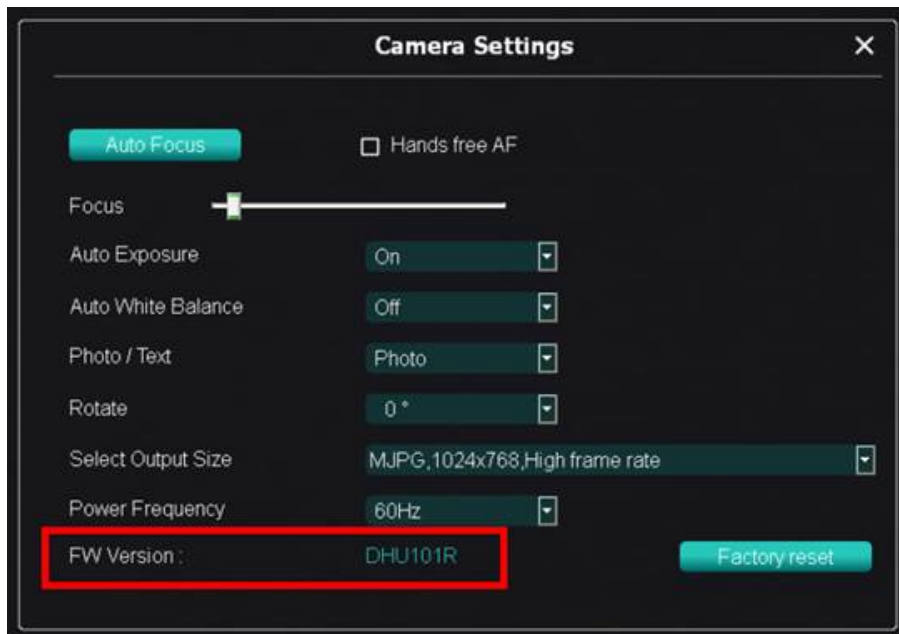 Camera Settings
Auto Focus
Hands free AF
Focus
Auto Exposure
On
Auto White Balance
Off
Photo / Text
Photo
Rotate
0 °
Select Output Size
MJPG,1024x768,High frame rate
Power Frequency
60Hz
FW Version :
DHU101R
Factory reset